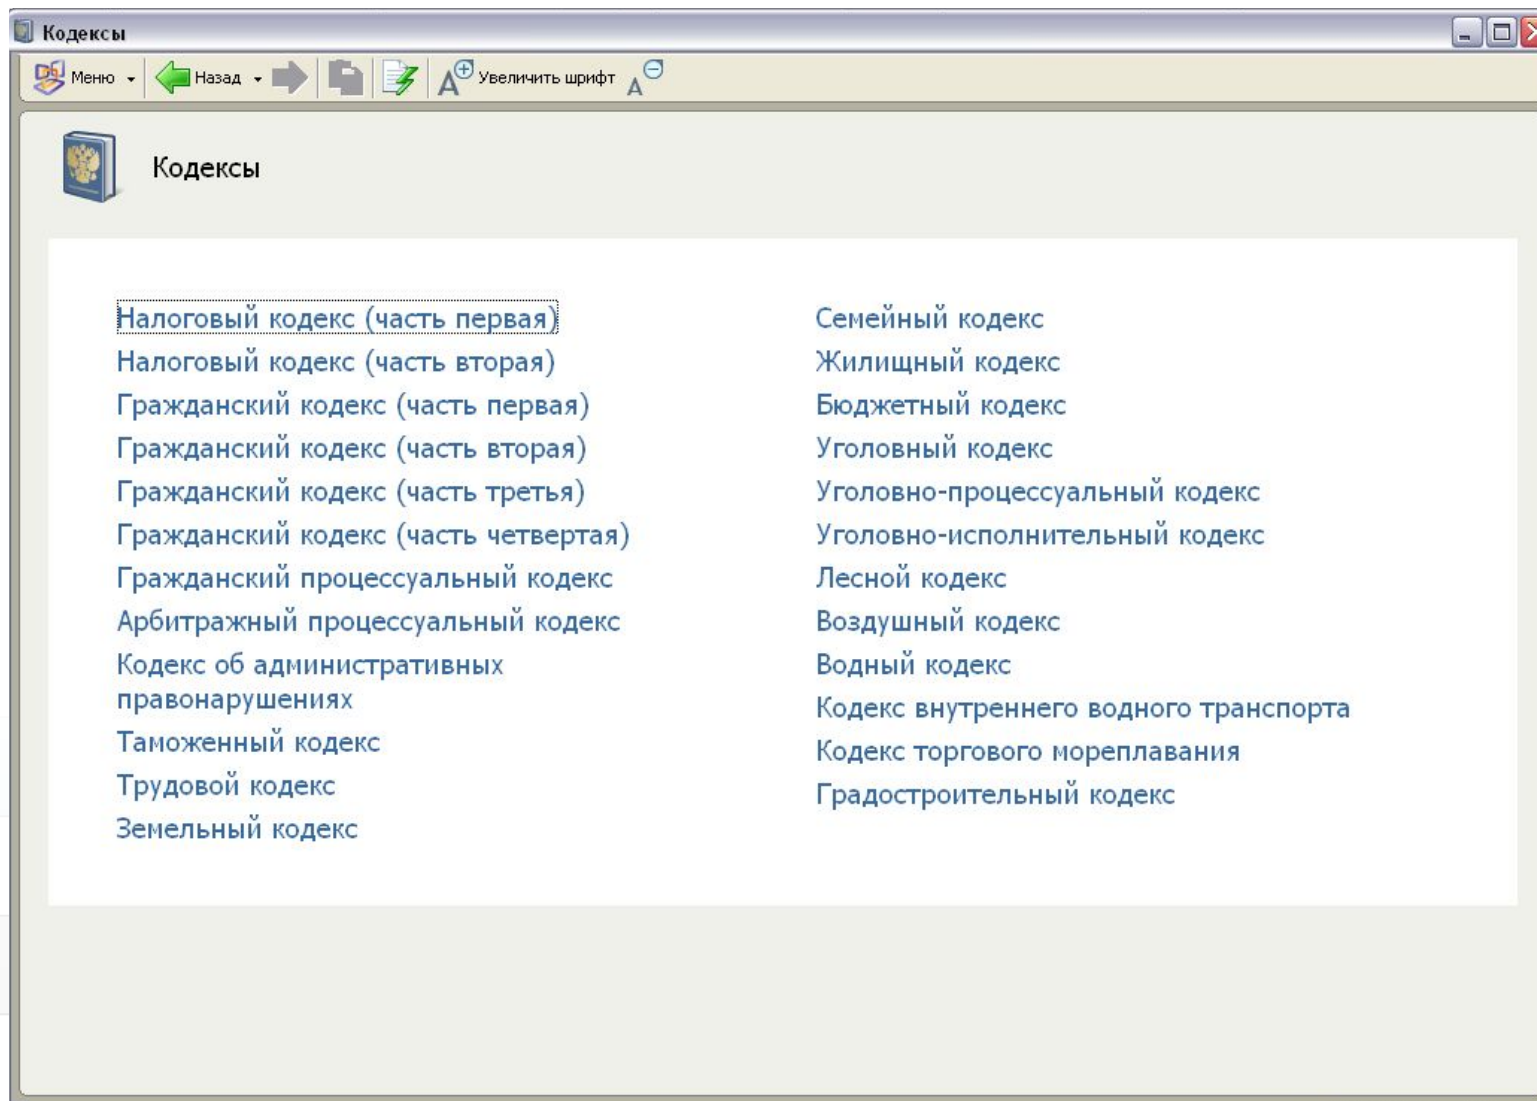 Кодексы
Меню
Назад
Увеличить шрифт
Кодексы
Налоговый кодекс (часть первая)
Налоговый кодекс (часть вторая)
Гражданский кодекс (часть первая)
Гражданский кодекс (часть вторая)
Гражданский кодекс (часть третья)
Гражданский кодекс (часть четвертая)
Гражданский процессуальный кодекс
Арбитражный процессуальный кодекс
Кодекс об административных
правонарушениях
Таможенный кодекс
Трудовой кодекс
Земельный кодекс
Семейный кодекс
Жилищный кодекс
Бюджетный кодекс
Уголовный кодекс
Уголовно-процессуальный кодекс
Уголовно-исполнительный кодекс
Лесной кодекс
Воздушный кодекс
Водный кодекс
Кодекс внутреннего водного транспорта
Кодекс торгового мореплавания
Градостроительный кодекс